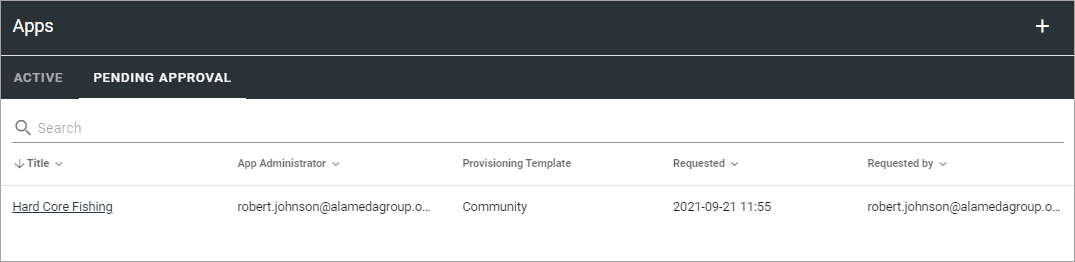 Apps
ACTIVE PENDING APPROVAL
Search
Title App Administrator Provisioning Template Requested Requested by
Hard Core Fishing robert.johnson@alamedagroup.o... Community 2021-09-21 11:55 robert.johnson@alamedagroup.o...